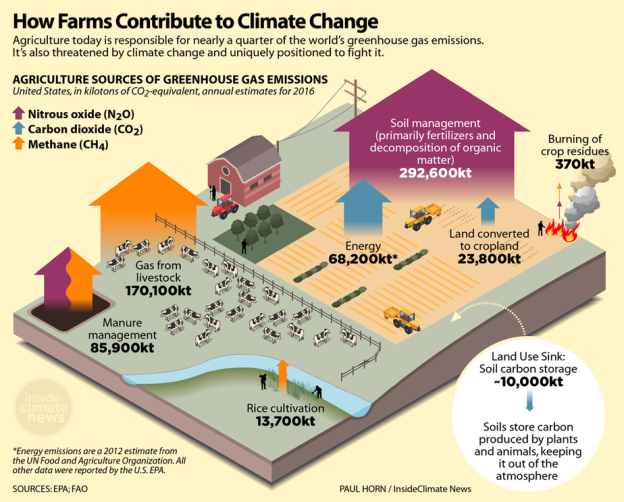 How Farms Contribute to Climate Change
Agriculture today is responsible for nearly a quarter of the world's greenhouse gas emissions.
It's also threatened by climate change and uniquely positioned to fight it.
AGRICULTURE SOURCES OF GREENHOUSE GAS EMISSIONS
United States, in kilotons of CO2-equivalent, annual estimates for 2016
Nitrous oxide (N2O)
Carbon dioxide (CO2)
Methane (CH4)
Soil management
(primarily fertilizers and
decomposition of organic
matter)
292,600kt
Burning of
crop residues
370kt
Energy
68,200kt*
Land converted
to cropland
23,800kt
Gas from
livestock
170,100kt
Manure
management
85,900kt
Rice cultivation
13,700kt
Land Use Sink:
Soil carbon storage
~10,000kt
Soils store carbon
produced by plants
and animals, keeping
it out of the
atmosphere
inside
climate
news
*Energy emissions are a 2012 estimate from
the UN Food and Agriculture Organization. All
other data were reported by the U.S. EPA.
SOURCES: EPA; FAO
PAUL HORN / InsideClimate News